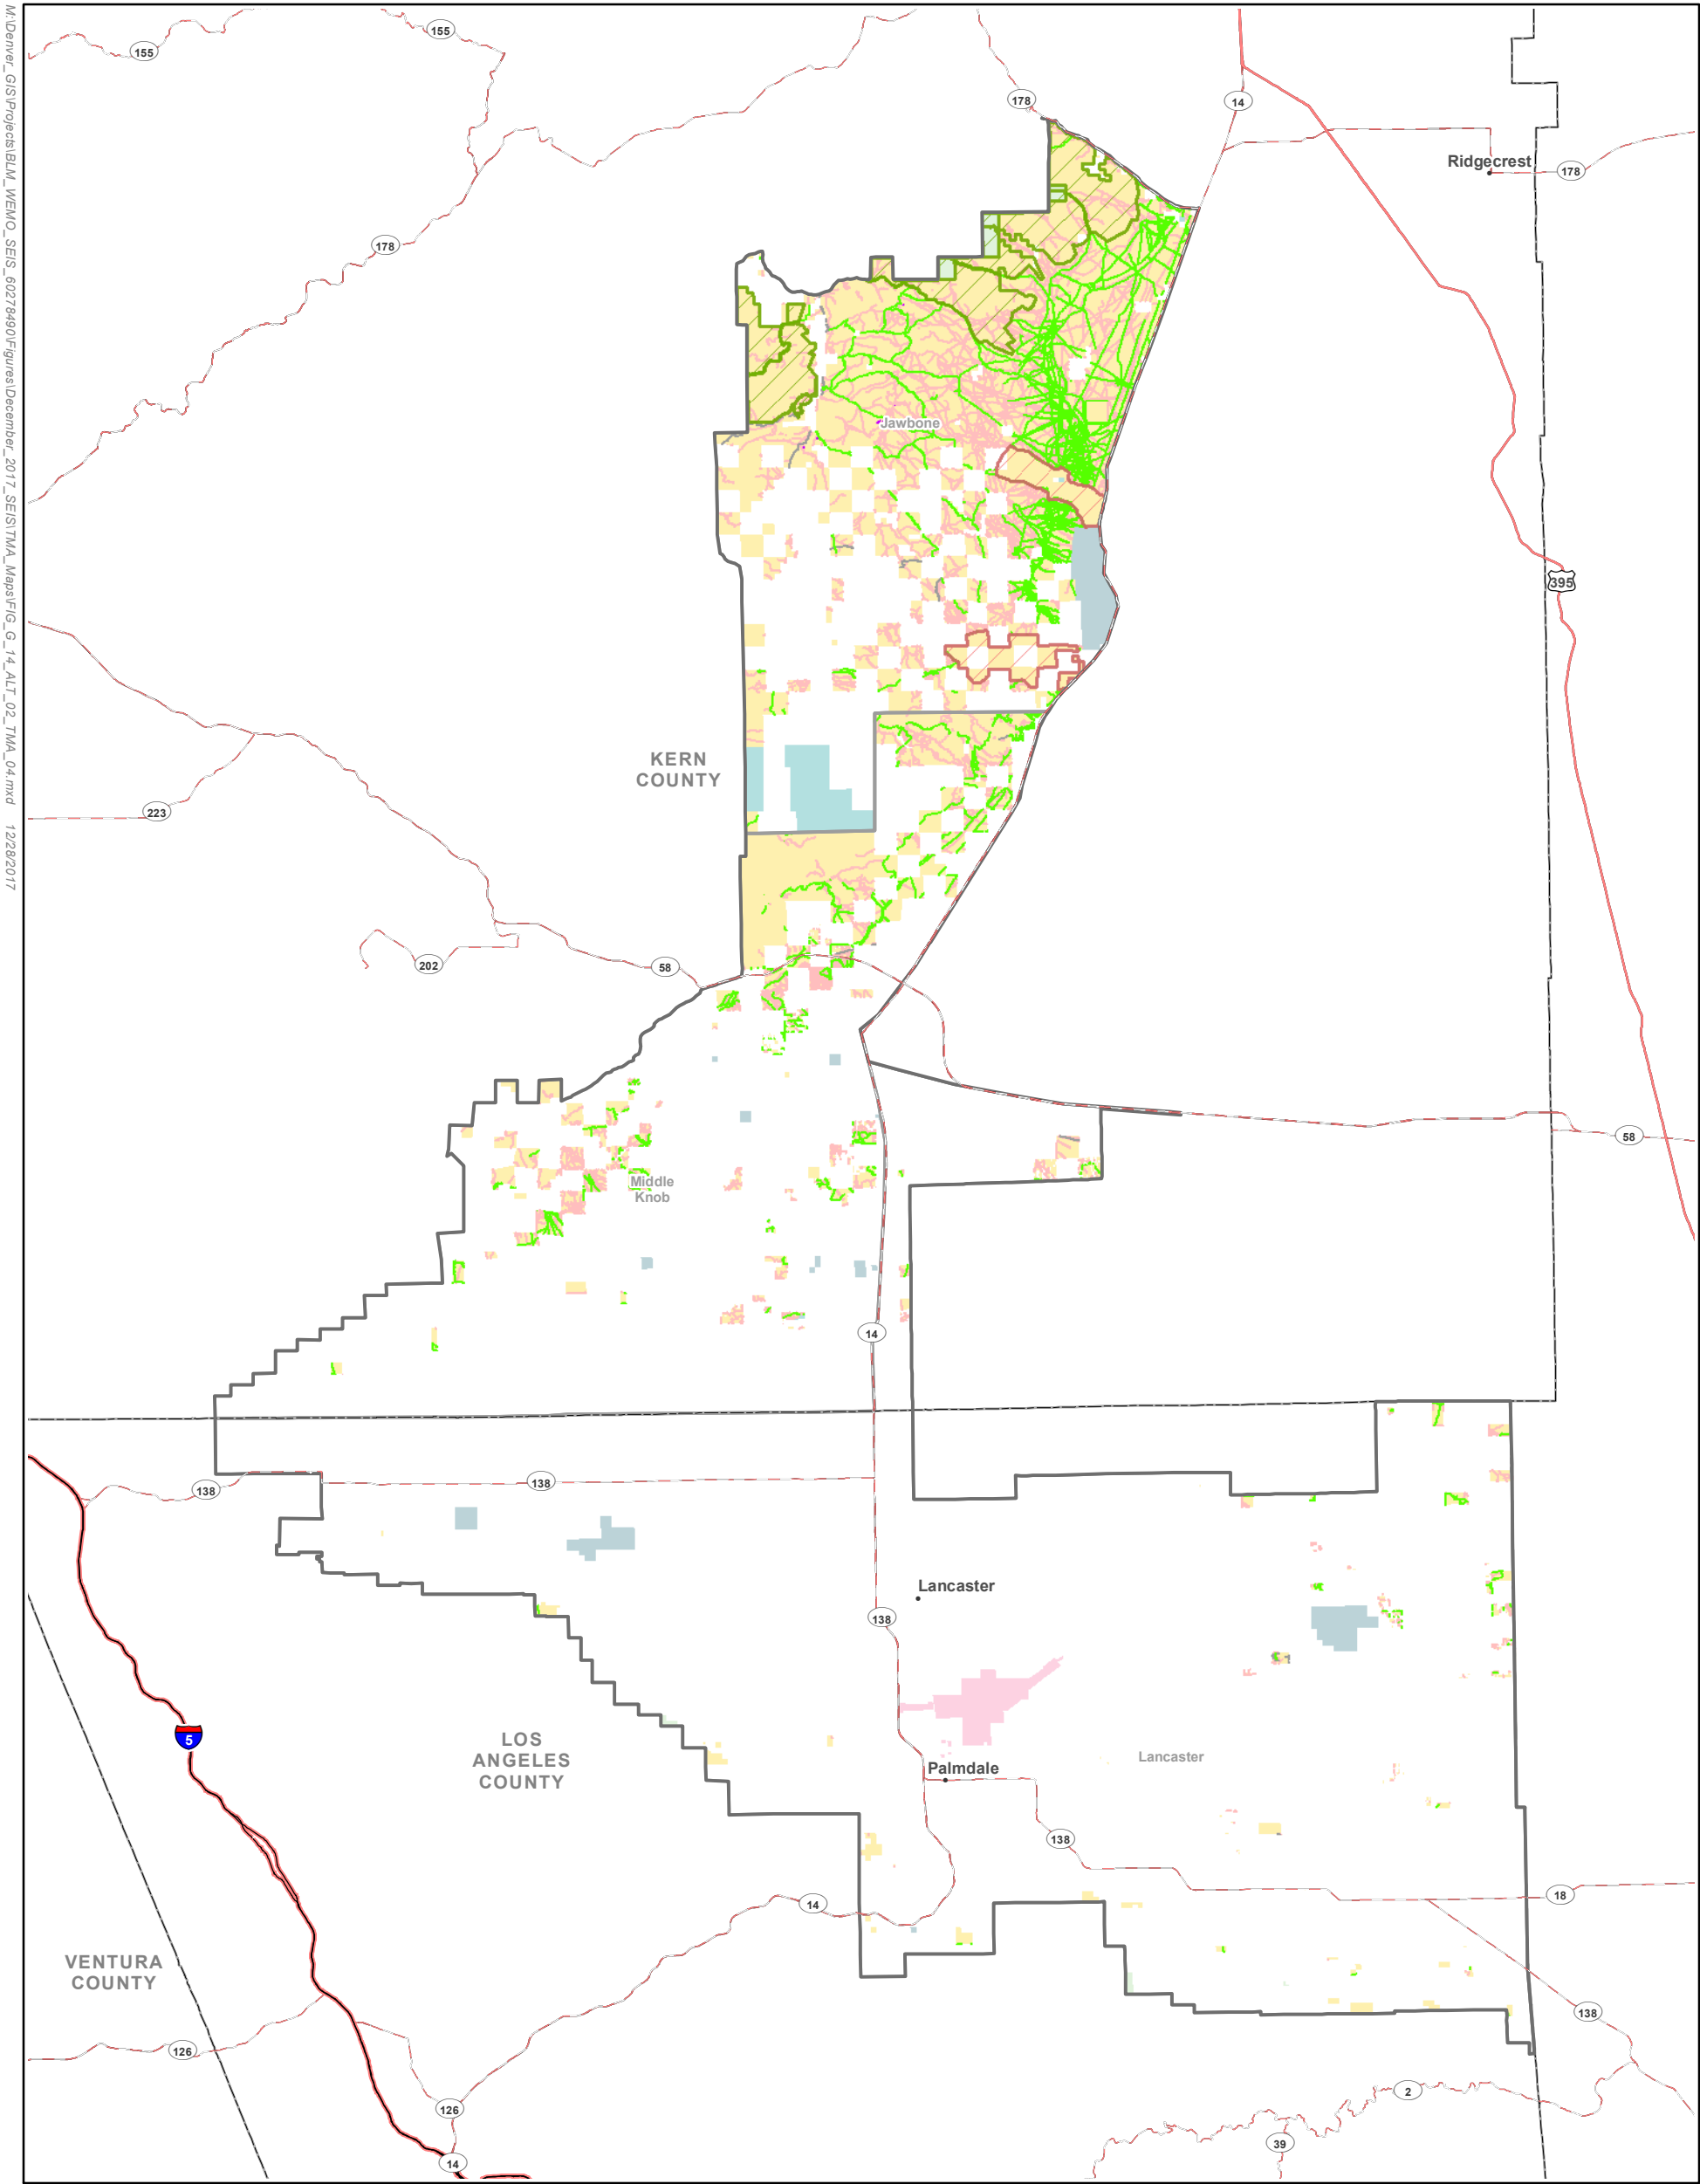 M:\Denver_GIS\Projects\BLM_WEMO_SEIS_60278490\Figures\December_2017_SEIS\TMA_Maps\FIG_G_14_ALT_02_TMA_04.mxd 12/28/2017
155
155
178
14
Ridgecrest
178
178
Jawbone
395
KERN
COUNTY
223
202
58
58
Middle
Knob
14
138
138
Lancaster
138
5
LOS
ANGELES
COUNTY
Lancaster
Palmdale
138
14
18
VENTURA
COUNTY
138
126
2
126
39
14